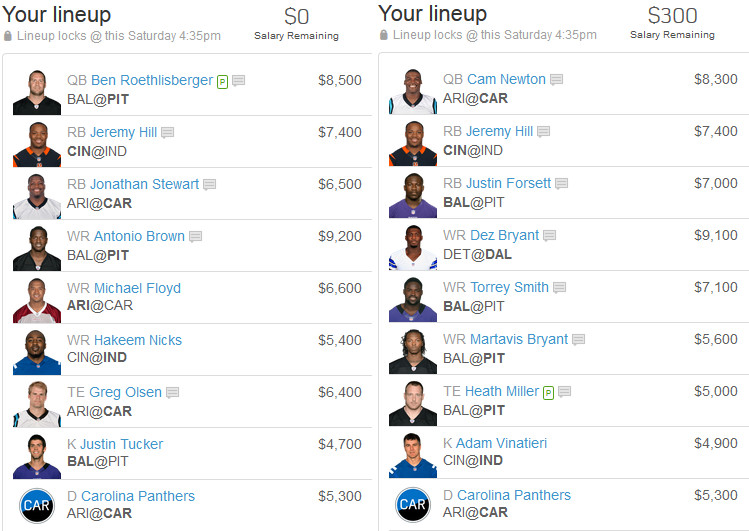 Your lineup
$0
Lineup locks @ this Saturday 4:35pm
Salary Remaining
QB Ben Roethlisberger P
$8,500
BAL@PIT
RB Jeremy Hill
$7,400
CIN@IND
RB Jonathan Stewart
$6,500
ARI@CAR
WR Antonio Brown
$9,200
BAL@PIT
WR Michael Floyd
$6,600
ARI@CAR
WR Hakeem Nicks
$5,400
CIN@IND
TE Greg Olsen
$6,400
ARI@CAR
K Justin Tucker
$4,700
BAL@PIT
CAR
D Carolina Panthers
$5,300
ARI@CAR
Your lineup
$300
Lineup locks @ this Saturday 4:35pm
Salary Remaining
QB Cam Newton
$8,300
ARI@CAR
RB Jeremy Hill
$7,400
CIN@IND
RB Justin Forsett
$7,000
BAL@PIT
WR Dez Bryant
$9,100
DET@DAL
WR Torrey Smith
$7,100
BAL@PIT
WR Martavis Bryant
$5,600
BAL@PIT
TE Heath Miller P
$5,000
BAL@PIT
K Adam Vinatieri
$4,900
CIN@IND
CAR
D Carolina Panthers
$5,300
ARI@CAR